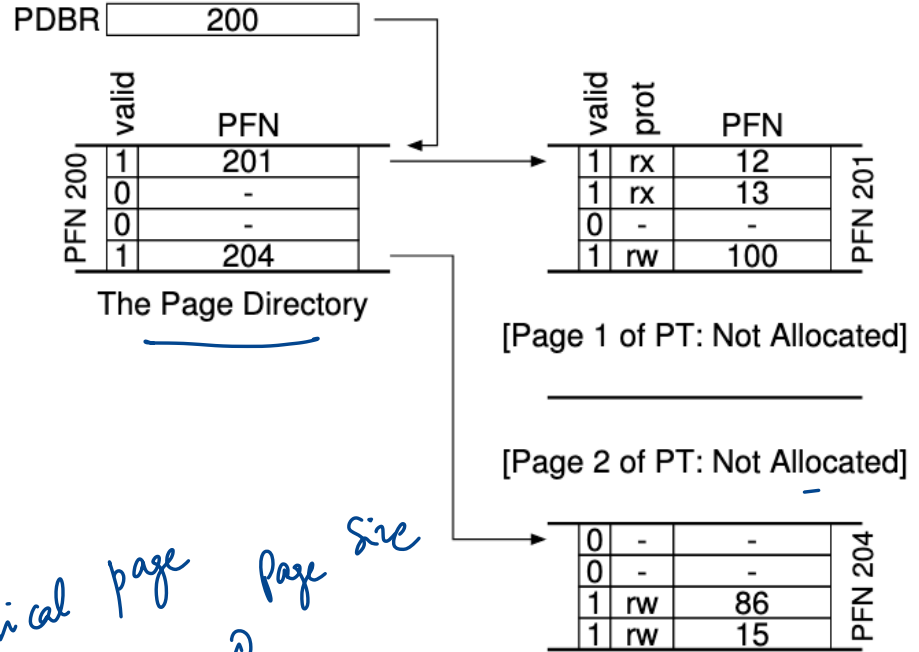 PDBR 200
valid PFN
PFN 200
1 201
0 -
0 -
1 204
The Page Directory
valid prot PFN
1 rx 12
1 rx 13
0 - -
1 rw 100
PFN 201
[Page 1 of PT: Not Allocated]
[Page 2 of PT: Not Allocated]
0 - -
0 - -
1 rw 86
1 rw 15
PFN 204
page Page Size